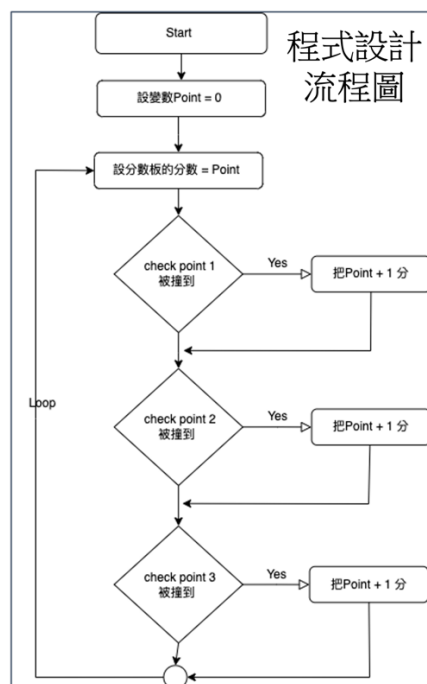 程式設計
流程圖
Start
設變數Point = 0
設分數板的分數 = Point
check point 1
被撞到
Yes
把Point + 1 分
Loop
check point 2
被撞到
Yes
把Point + 1 分
check point 3
被撞到
Yes
把Point + 1 分